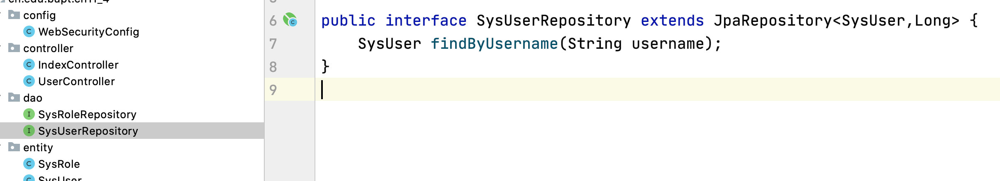 config
WebSecurityConfig
controller
IndexController
UserController
dao
SysRoleRepository
SysUserRepository
entity
SysRole
SysUser
6 public interface SysUserRepository extends JpaRepository<SysUser,Long> {
7 SysUser findByUsername(String username);
8 }
9